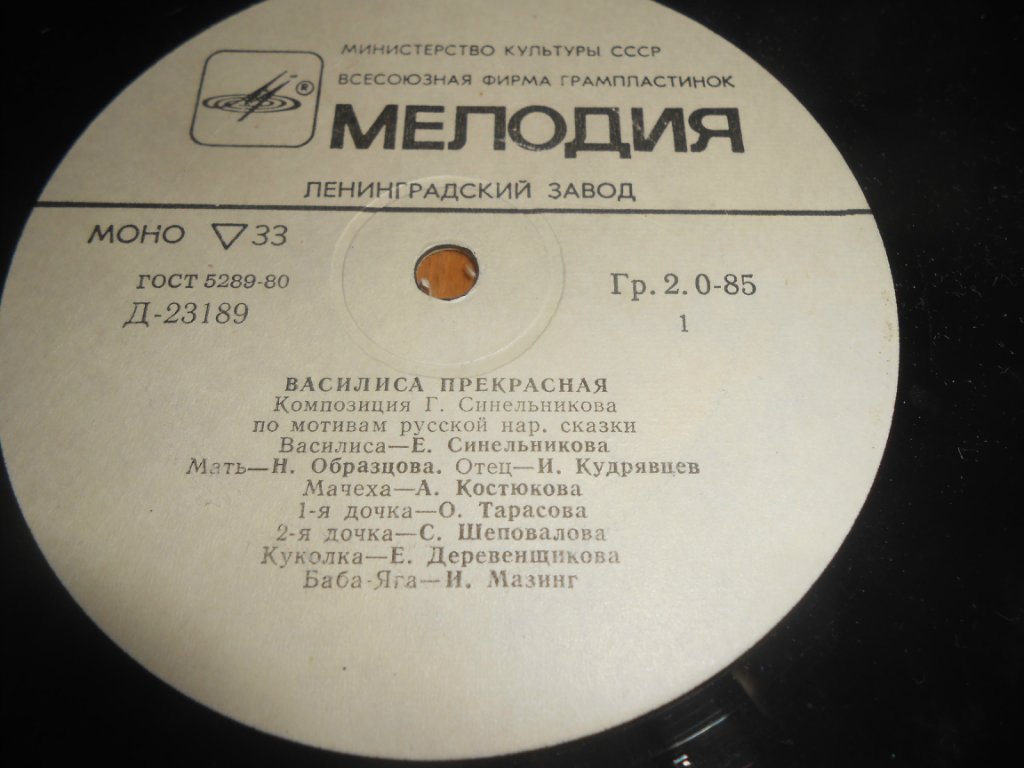 МИНИСТЕРСТВО КУЛЬТУРЫ СССР
ВСЕСОЮЗНАЯ ФИРМА ГРАМПЛАСТИНОК
®
МЕЛОДИЯ
ЛЕНИНГРАДСКИЙ ЗАВОД
МОНО ▽ 33
ГОСТ 5289-80
Гр. 2. 0-85
Д-23189
1
ВАСИЛИСА ПРЕКРАСНАЯ
Композиция Г. Синельникова
по мотивам русской нар. сказки
Василиса—Е. Синельникова
Мать—Н. Образцова. Отец—И. Кудрявцев
Мачеха—А. Костюкова
1-я дочка—О. Тарасова
2-я дочка—С. Шеповалова
Куколка—Е. Деревенщикова
Баба-Яга—И. Мазинг